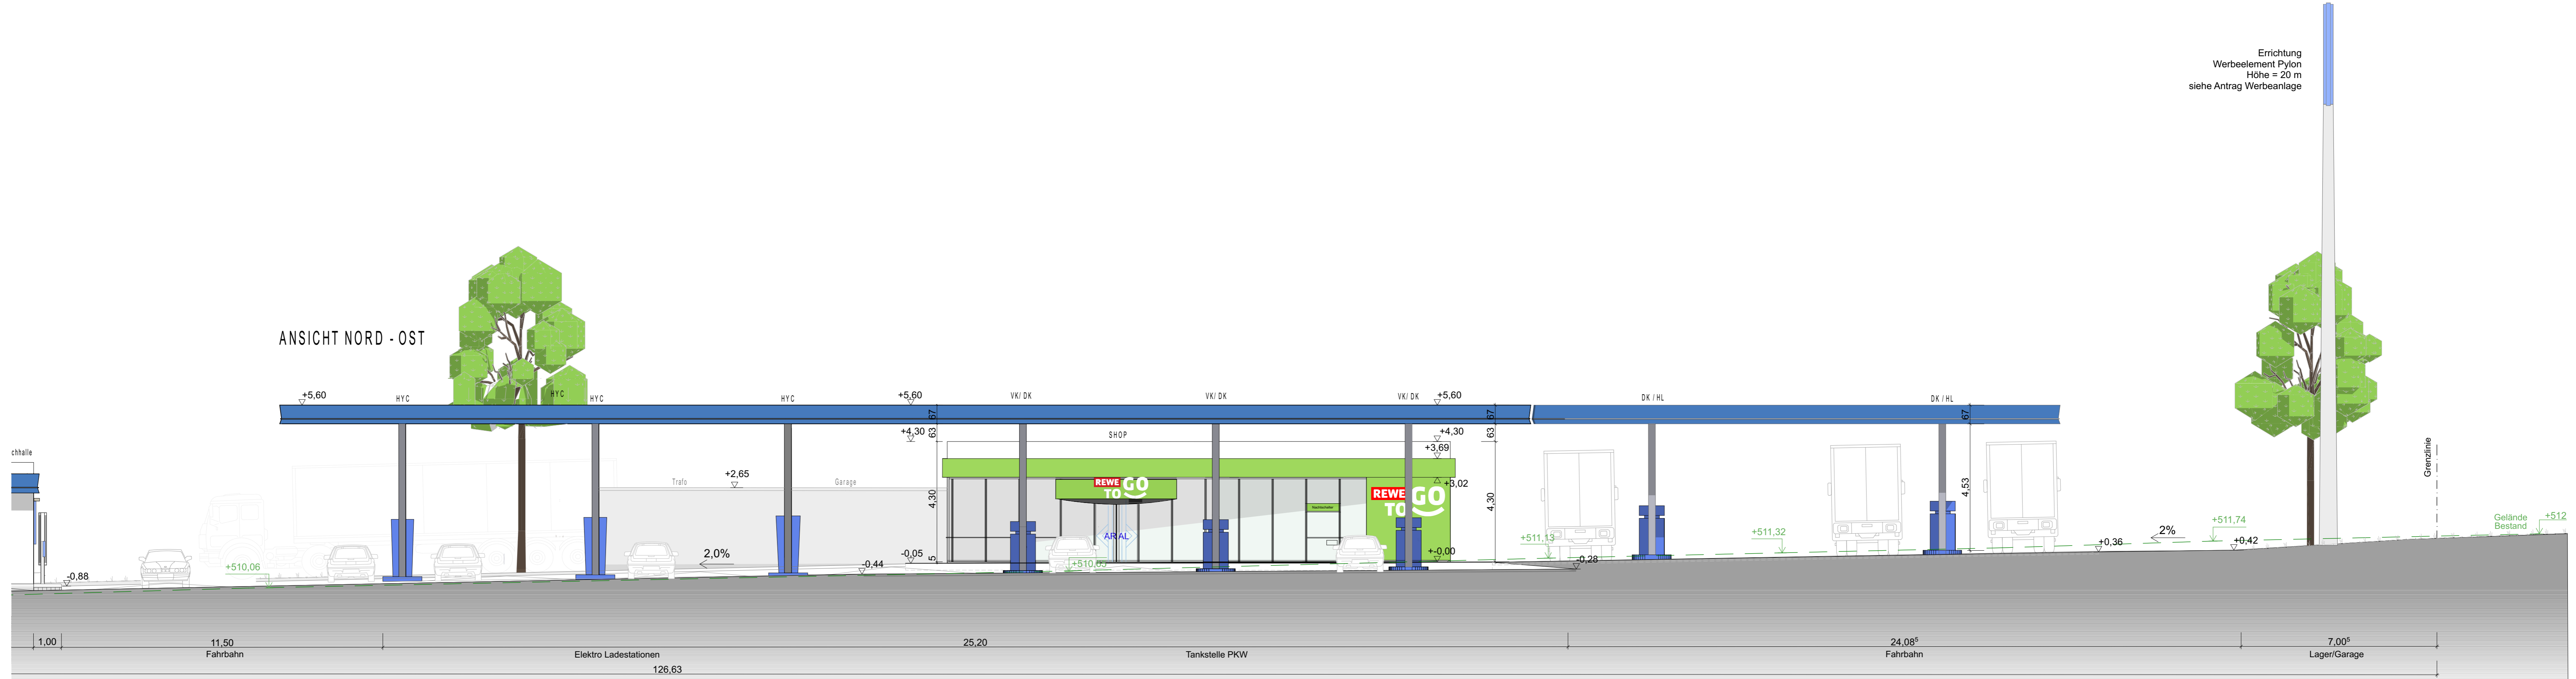 Errichtung
Werbeelement Pylon
Höhe = 20 m
siehe Antrag Werbeanlage
ANSICHT NORD - OST
+5,60
HYC
HYC
HYC
HYC
+5,60
67
VK/ DK
VK/ DK
VK/ DK
+5,60
67
DK / HL
DK / HL
67
chhalle
+4,30
63
SHOP
63
+4,30
+3,69
Grenzlinie
Trafo
+2,65
Garage
REWE
TO GO
+3,02
REWE
TO GO
4,30
4,30
4,53
ARAL
-0,88
+510,06
2,0%
-0,44
-0,05
5
+-0,00
+511,13
-0,28
+511,32
+0,36
2%
+511,74
+0,42
Gelände
Bestand
+512
1,00
11,50
25,20
24,08⁵
7,00⁵
Fahrbahn
Elektro Ladestationen
Tankstelle PKW
Fahrbahn
Lager/Garage
126,63